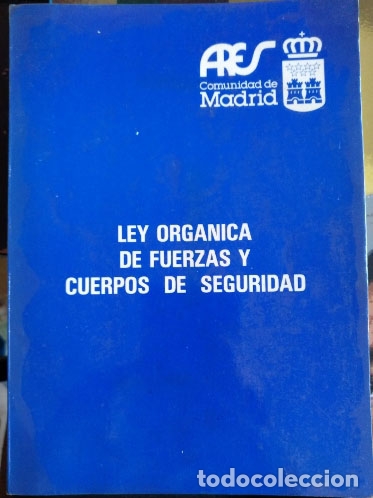 ARES
Comunidad de
Madrid
LEY ORGANICA
DE FUERZAS Y
CUERPOS DE SEGURIDAD
todocoleccion